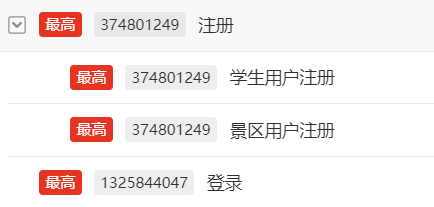 最高 374801249 注册
最高 374801249 学生用户注册
最高 374801249 景区用户注册
最高 1325844047 登录